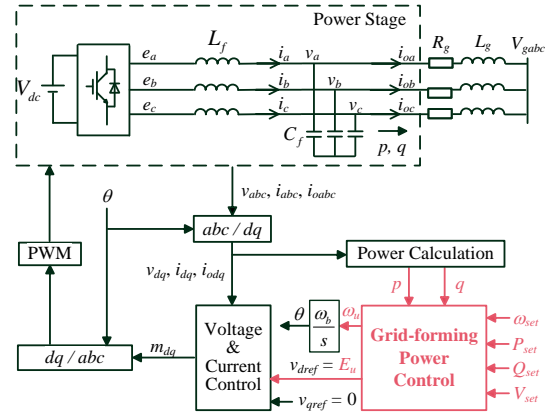 Power Stage
e_a L_f i_a v_a i_oa R_g L_g V_gabc
V_dc e_b i_b v_b i_ob
e_c i_c v_c i_oc
C_f p, q
v_abc, i_abc, i_oabc
θ
abc / dq
PWM
Power Calculation
v_dq, i_dq, i_odq
p q
θ ω_b/s ω_u
Voltage & Current Control
Grid-forming Power Control
ω_set
P_set
Q_set
V_set
dq / abc
m_dq
v_dref = E_u
v_qref = 0